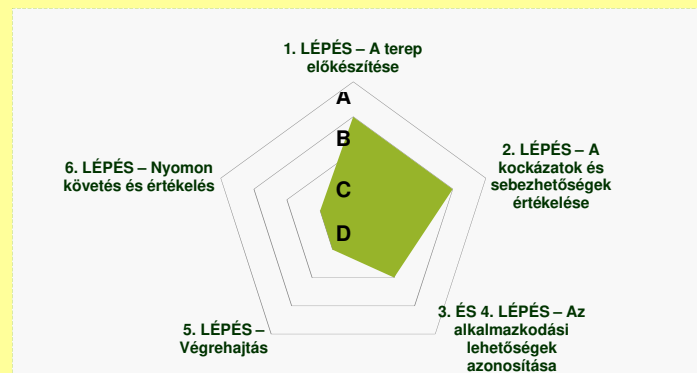 1. LÉPÉS – A terep
előkészítése
A
B
2. LÉPÉS – A
kockázatok és
sebezhetőségek
értékelése
6. LÉPÉS – Nyomon
követés és értékelés
C
D
3. ÉS 4. LÉPÉS – Az
alkalmazkodási
lehetőségek
azonosítása
5. LÉPÉS –
Végrehajtás